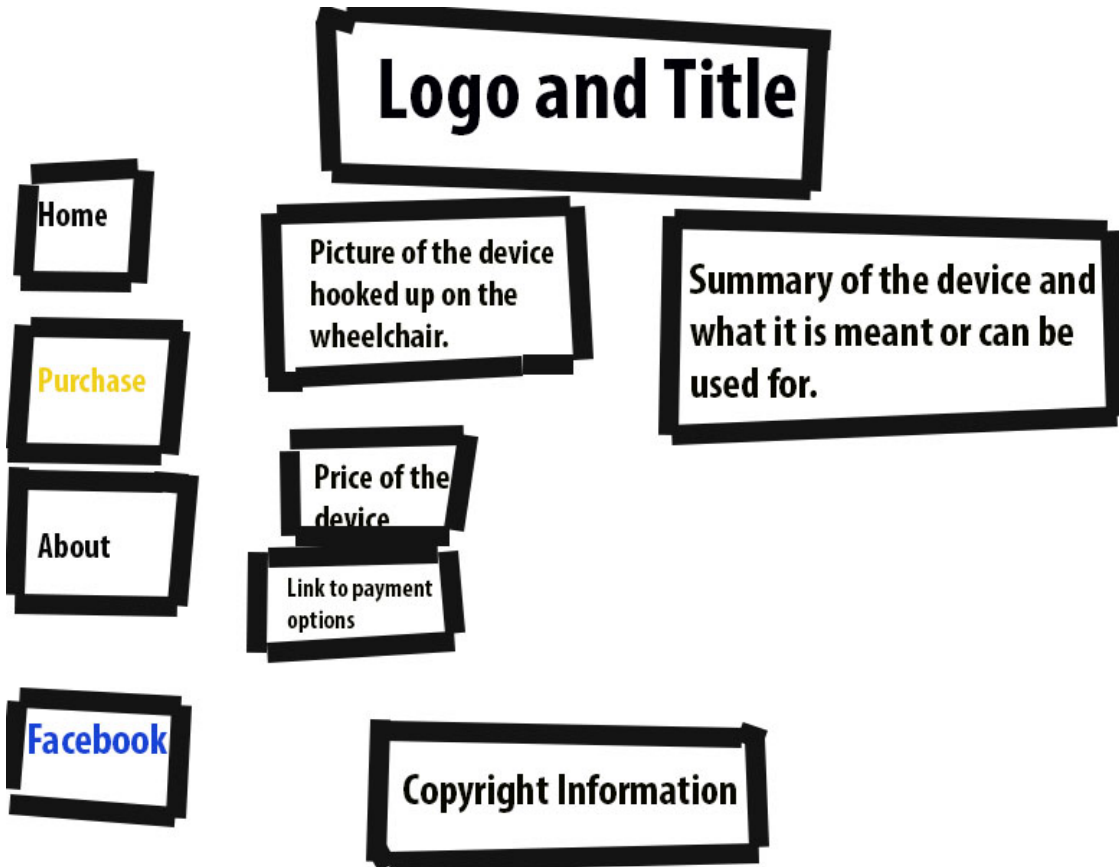 Logo and Title
Home
Picture of the device
hooked up on the
wheelchair.
Summary of the device and
what it is meant or can be
used for.
Purchase
Price of the
device
About
Link to payment
options
Facebook
Copyright Information